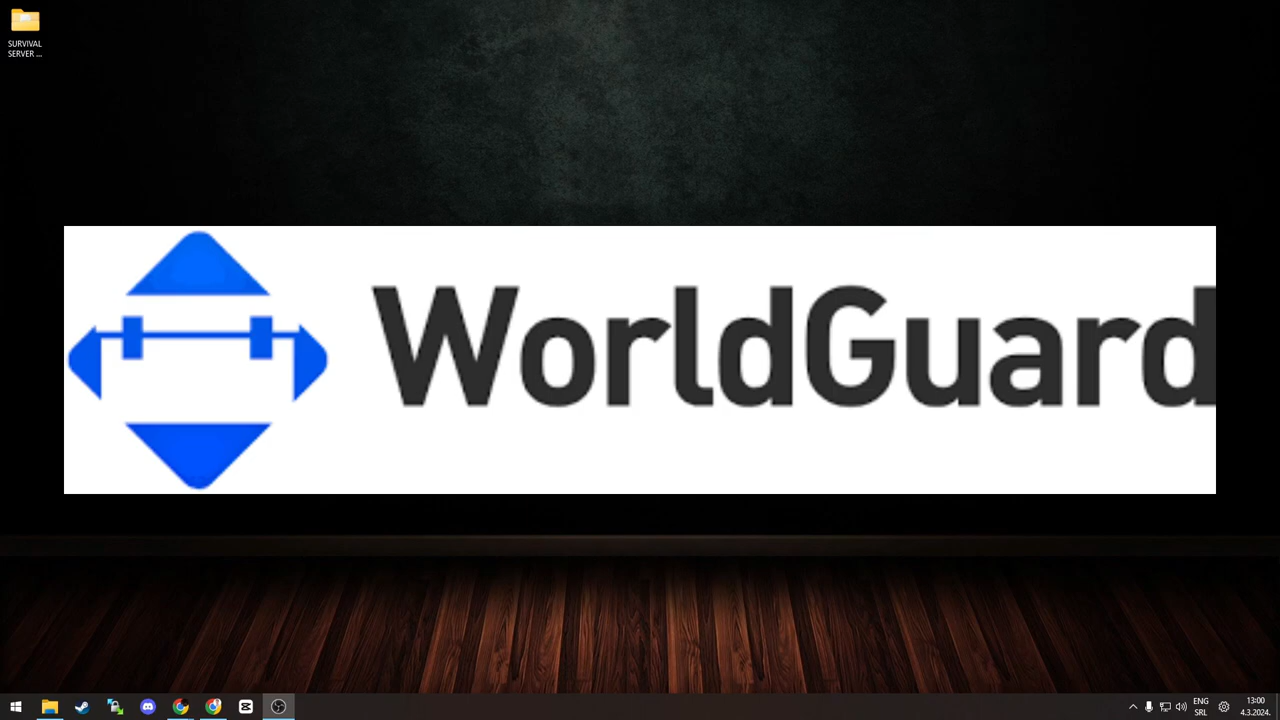 SURVIVAL
SERVER ...
WorldGuard
ENG
SRL
13:00
4.3.2024.